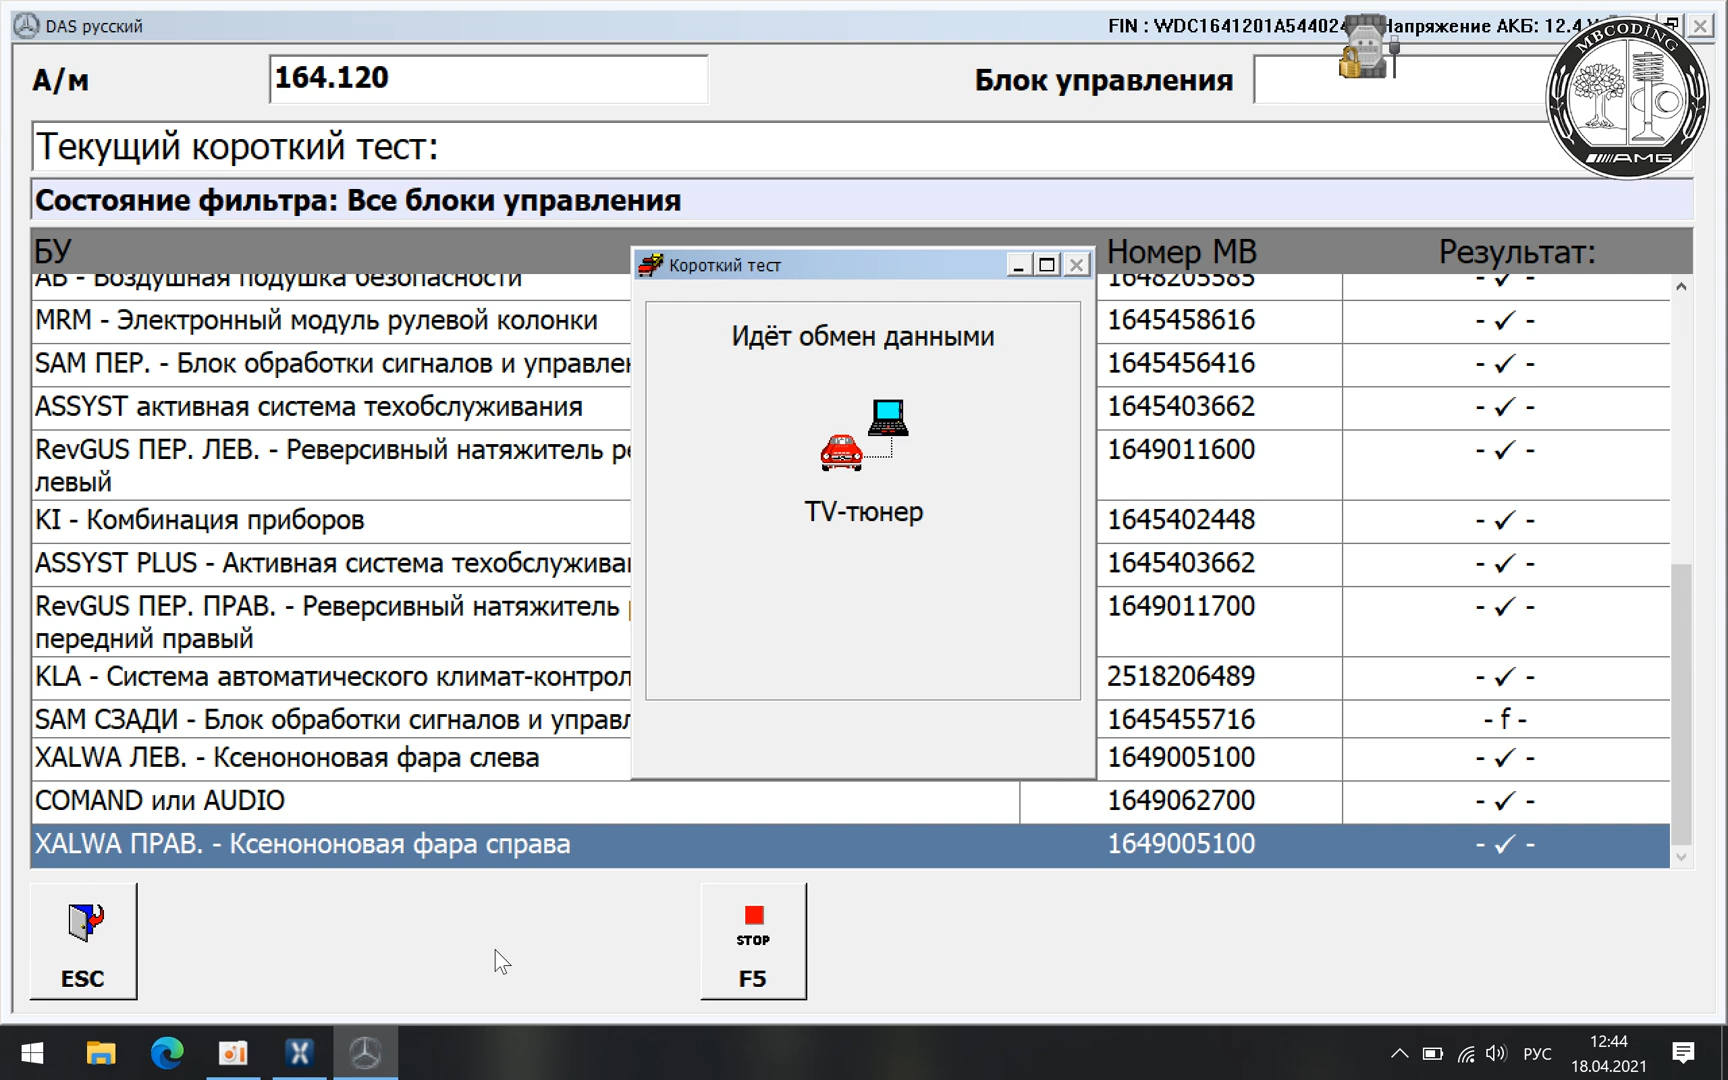 DAS русский
FIN : WDC1641201A544024
Напряжение АКБ: 12.4 V
MBCODING
AMG
А/м
164.120
Блок управления
Текущий короткий тест:
Состояние фильтра: Все блоки управления
БУ
Номер МВ
Результат:
АВ - Воздушная подушка безопасности
1648205585
- ✓ -
MRM - Электронный модуль рулевой колонки
1645458616
- ✓ -
SAM ПЕР. - Блок обработки сигналов и
1645456416
- ✓ -
ASSYST активная система техобслуживания
1645403662
- ✓ -
RevGUS ПЕР. ЛЕВ. - Реверсивный натяжитель
левый
1649011600
- ✓ -
KI - Комбинация приборов
1645402448
- ✓ -
ASSYST PLUS - Активная система
1645403662
- ✓ -
RevGUS ПЕР. ПРАВ. - Реверсивный натяжитель
передний правый
1649011700
- ✓ -
KLA - Система автоматического
2518206489
- ✓ -
SAM СЗАДИ - Блок обработки сигналов и
1645455716
- f -
XALWA ЛЕВ. - Ксенононовая фара слева
1649005100
- ✓ -
COMAND или AUDIO
1649062700
- ✓ -
XALWA ПРАВ. - Ксенононовая фара справа
1649005100
- ✓ -
Короткий тест
Идёт обмен данными
TV-тюнер
ESC
STOP
F5
РУС
12:44
18.04.2021